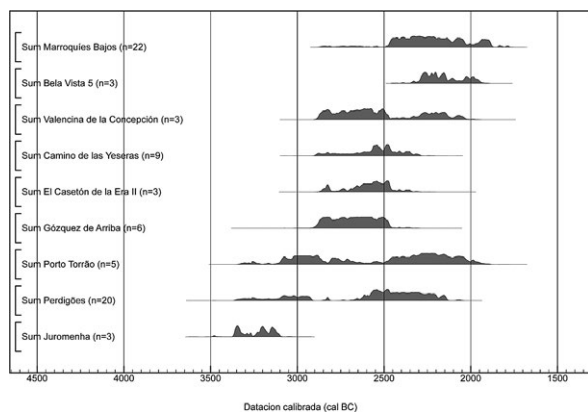 Sum Marroquíes Bajos (n=22)
Sum Bela Vista 5 (n=3)
Sum Valencina de la Concepción (n=3)
Sum Camino de las Yeseras (n=9)
Sum El Casetón de la Era II (n=3)
Sum Gózquez de Arriba (n=6)
Sum Porto Torrão (n=5)
Sum Perdigões (n=20)
Sum Juromenha (n=3)
4500 4000 3500 3000 2500 2000 1500
Datacion calibrada (cal BC)